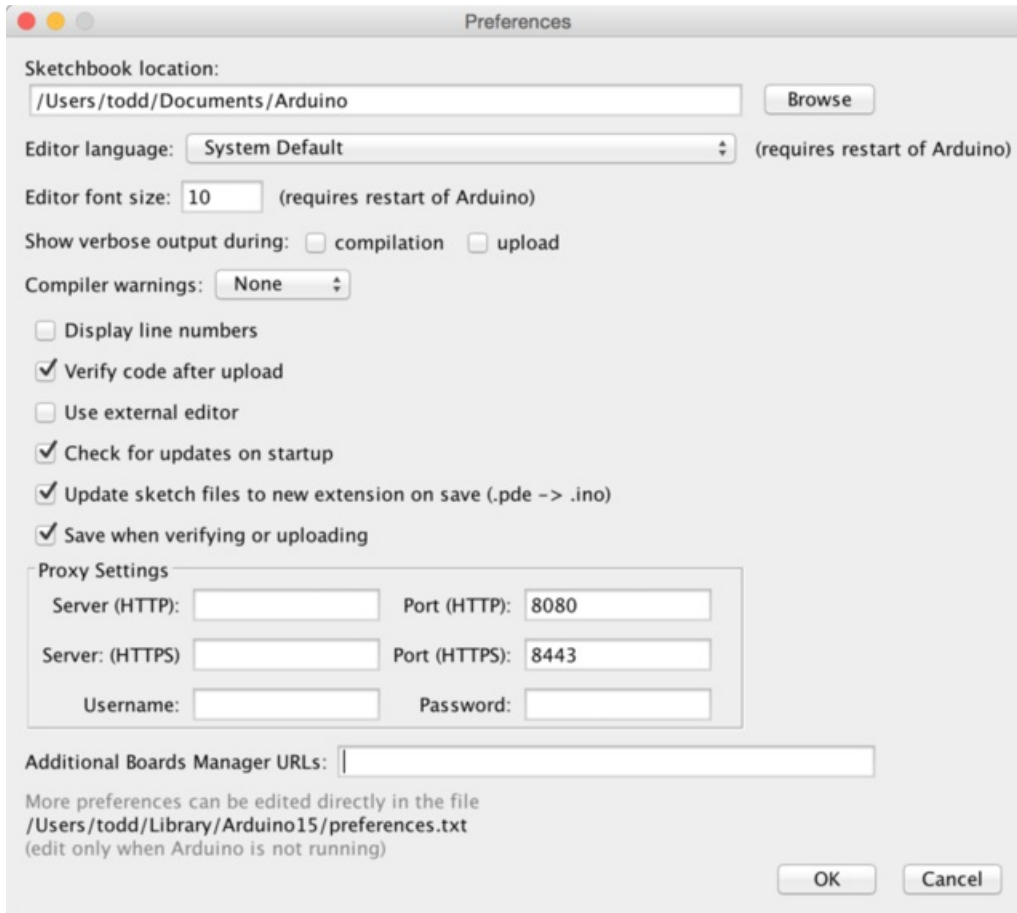 Preferences
Sketchbook location:
/Users/todd/Documents/Arduino Browse
Editor language: System Default (requires restart of Arduino)
Editor font size: 10 (requires restart of Arduino)
Show verbose output during: compilation upload
Compiler warnings: None
Display line numbers
Verify code after upload
Use external editor
Check for updates on startup
Update sketch files to new extension on save (.pde -> .ino)
Save when verifying or uploading
Proxy Settings
Server (HTTP): Port (HTTP): 8080
Server: (HTTPS) Port (HTTPS): 8443
Username: Password:
Additional Boards Manager URLs:
More preferences can be edited directly in the file
/Users/todd/Library/Arduino15/preferences.txt
(edit only when Arduino is not running)
OK Cancel